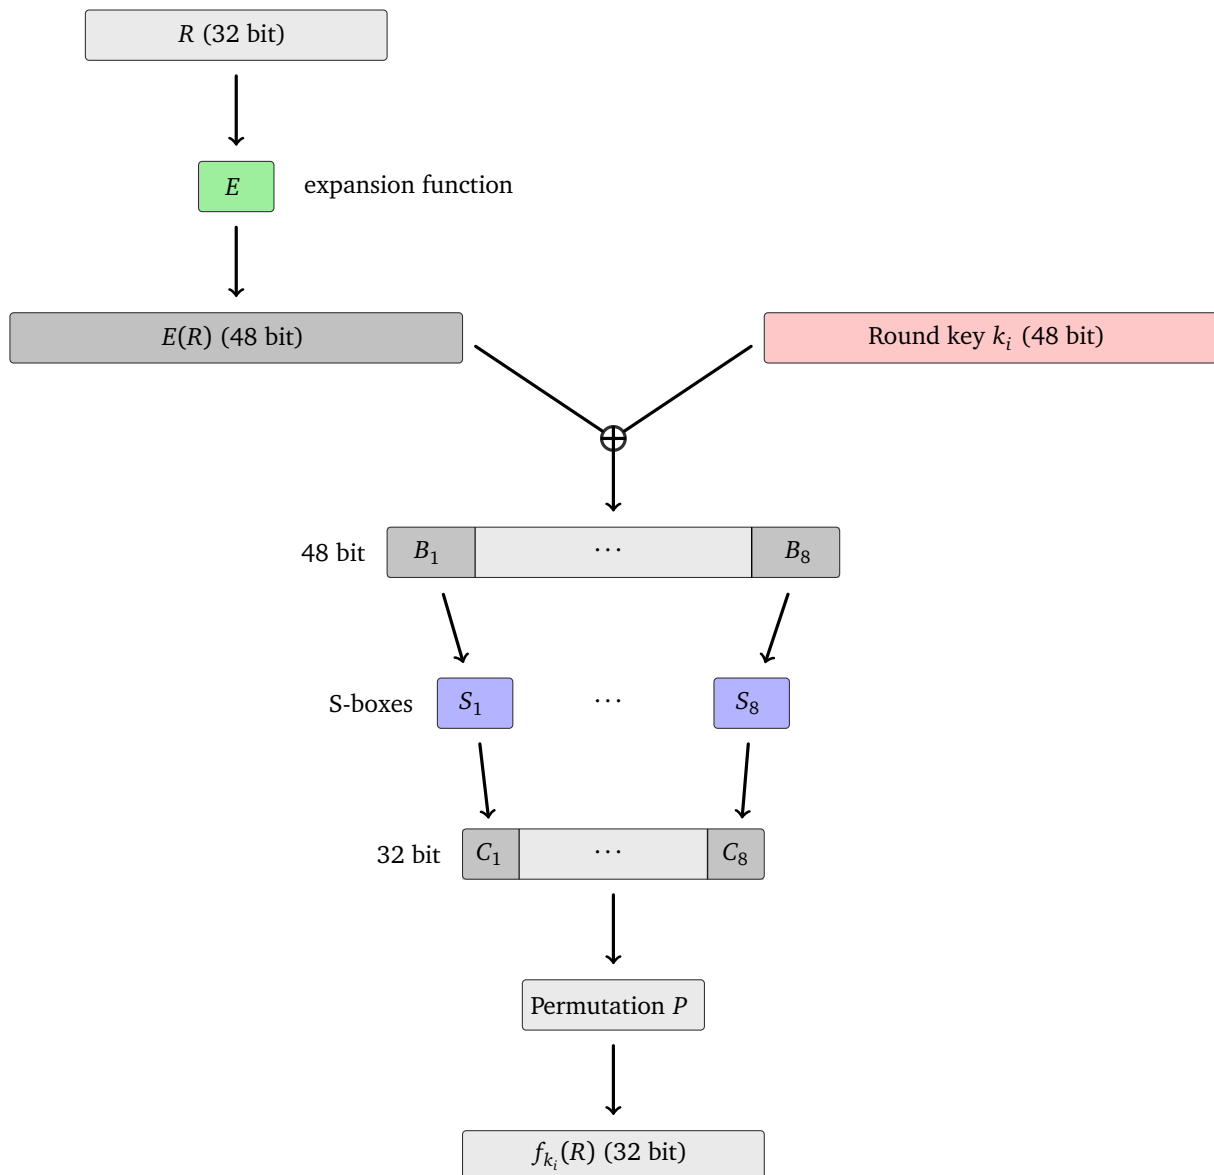 R (32 bit)
E expansion function
E(R) (48 bit) Round key k_i (48 bit)
48 bit B_1 ... B_8
S-boxes S_1 ... S_8
32 bit C_1 ... C_8
Permutation P
f_{k_i}(R) (32 bit)